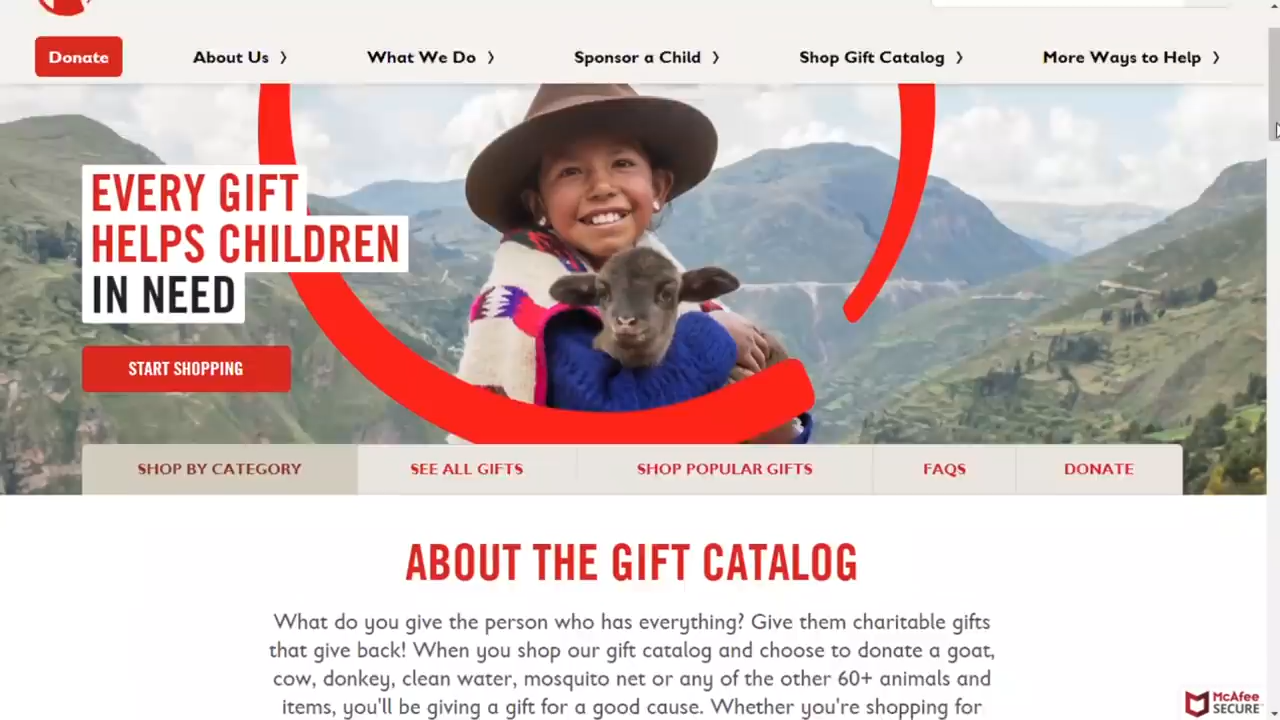 Donate
About Us
What We Do
Sponsor a Child
Shop Gift Catalog
More Ways to Help
EVERY GIFT
HELPS CHILDREN
IN NEED
START SHOPPING
SHOP BY CATEGORY
SEE ALL GIFTS
SHOP POPULAR GIFTS
FAQS
DONATE
ABOUT THE GIFT CATALOG
What do you give the person who has everything? Give them charitable gifts
that give back! When you shop our gift catalog and choose to donate a goat,
cow, donkey, clean water, mosquito net or any of the other 60+ animals and
items, you'll be giving a gift for a good cause. Whether you're shopping for
McAfee
SECURE